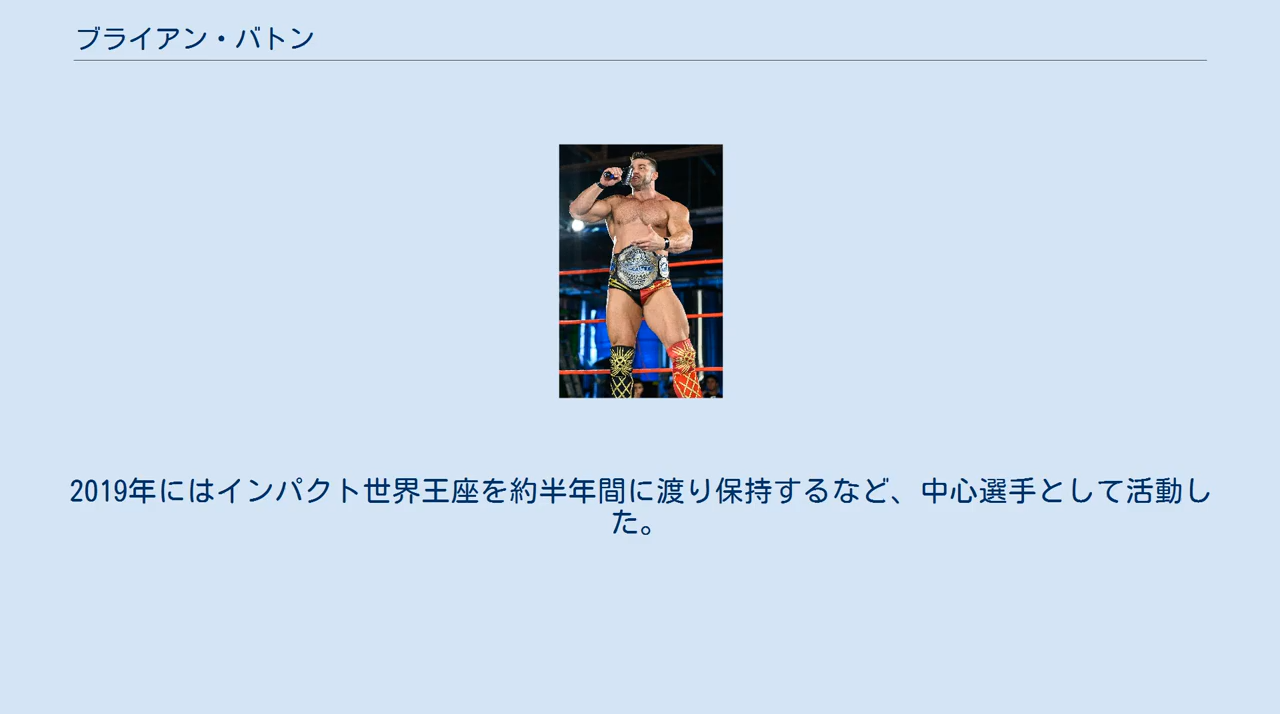 ブライアン・バトン
2019年にはインパクト世界王座を約半年間に渡り保持するなど、中心選手として活動し
た。